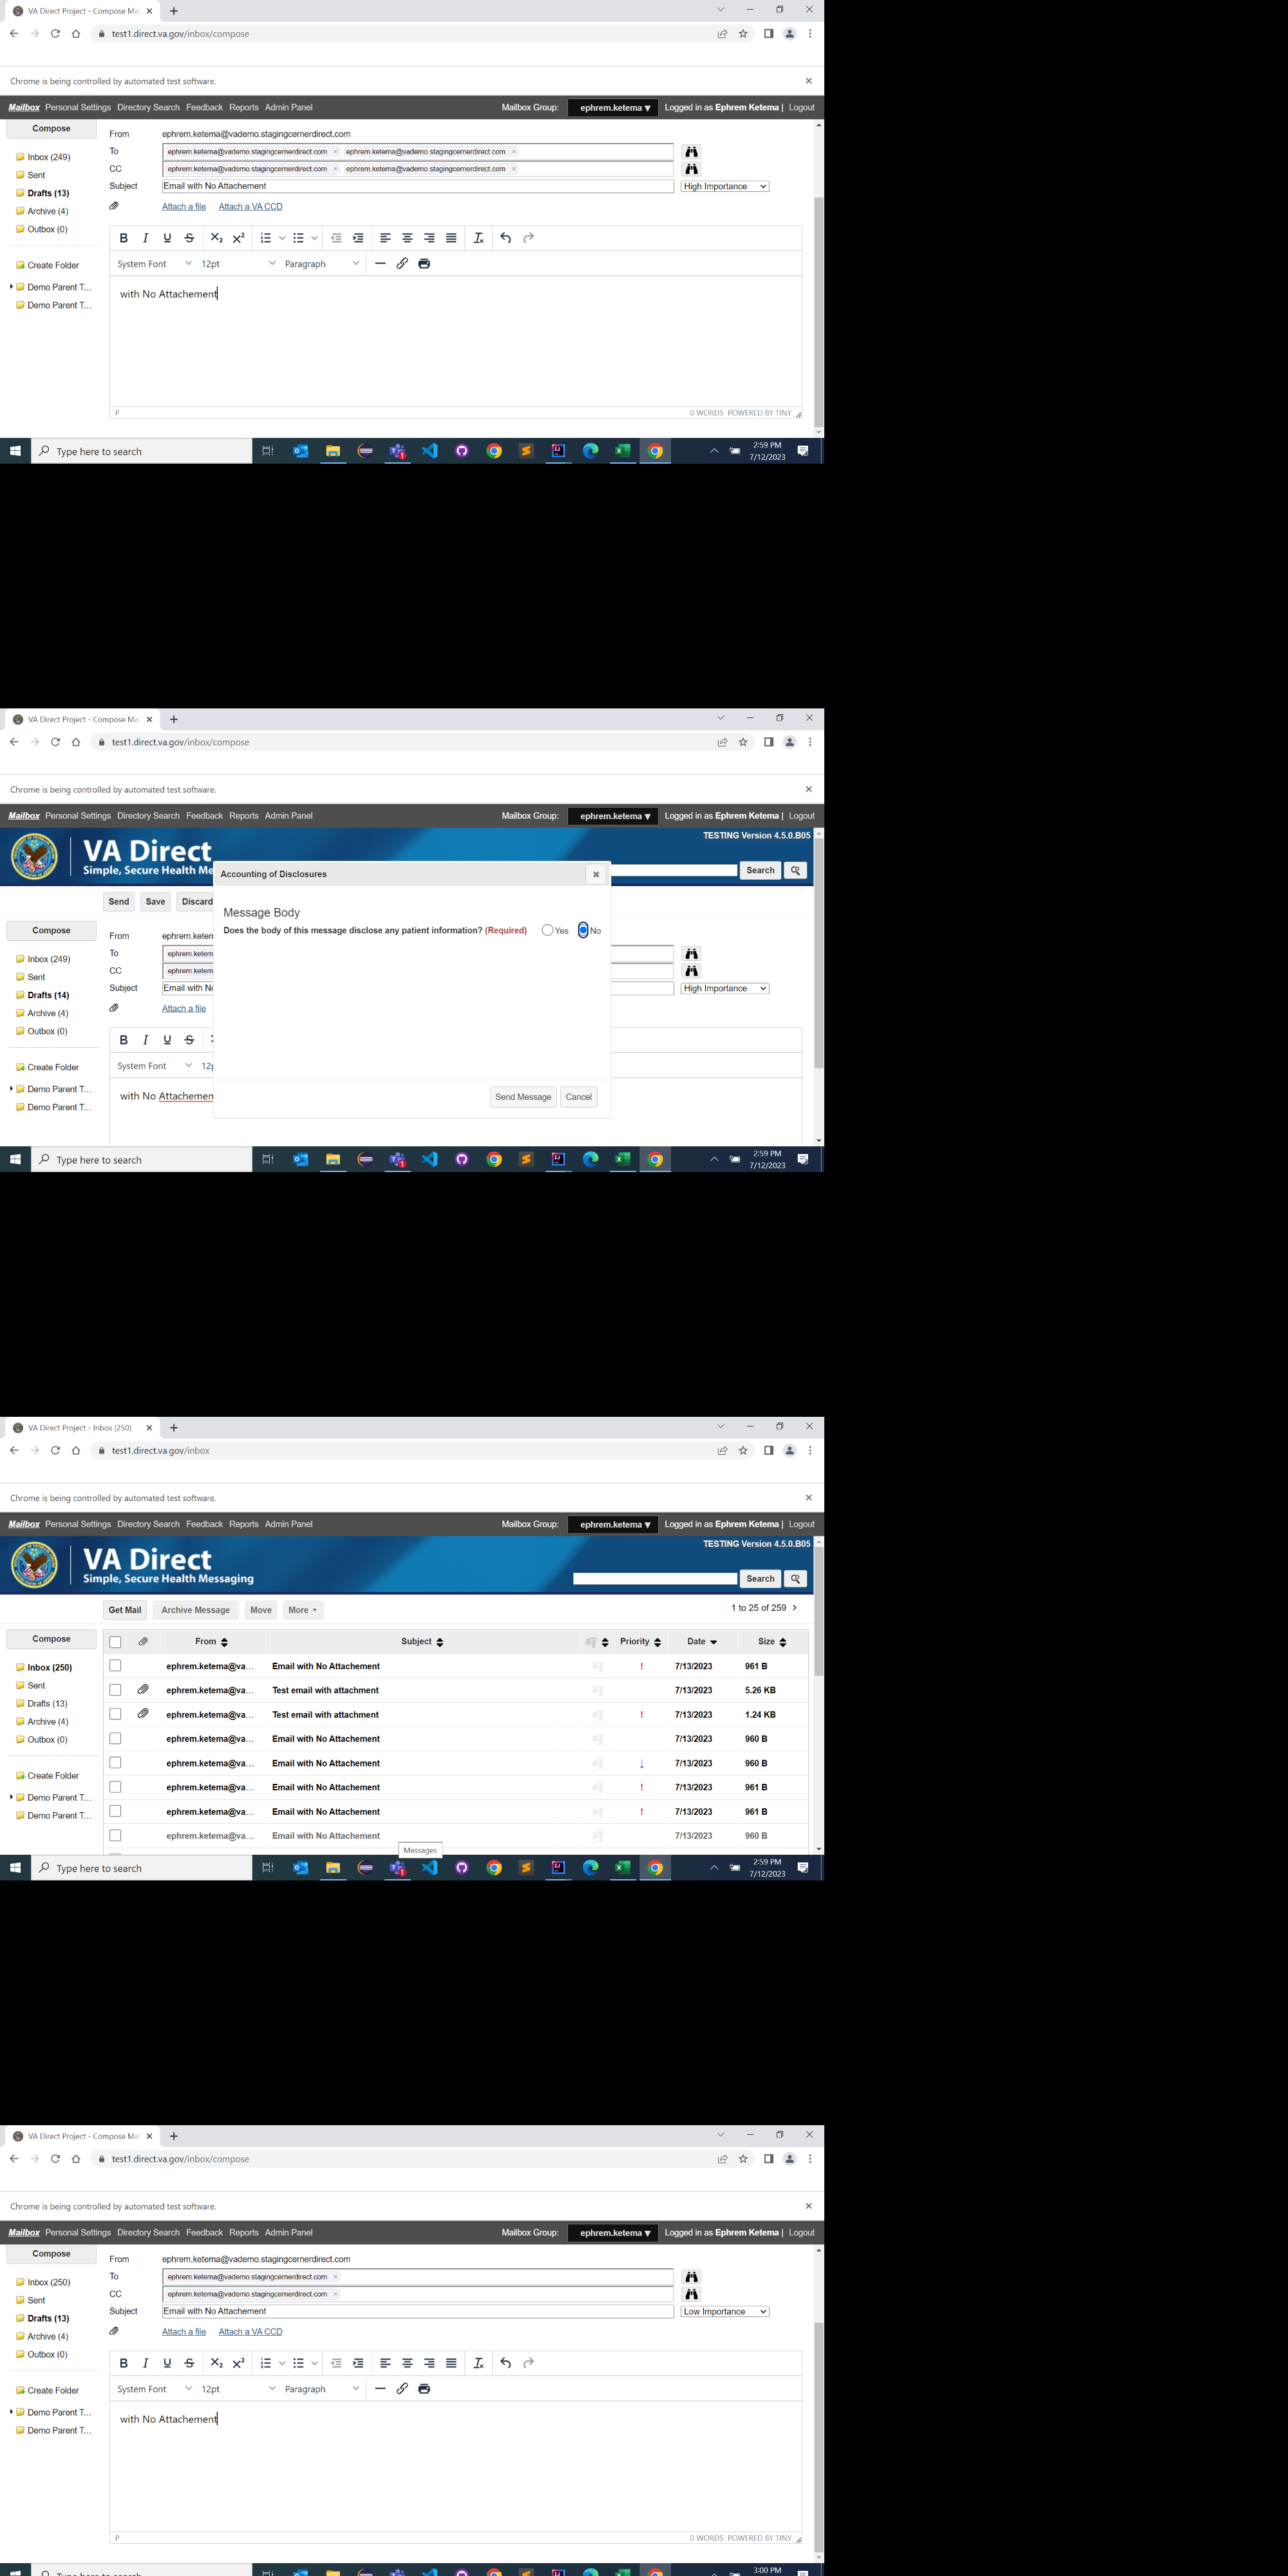 VA Direct Project - Compose Ma
test1.direct.va.gov/inbox/compose
Chrome is being controlled by automated test software.
Mailbox Personal Settings Directory Search Feedback Reports Admin Panel Mailbox Group: ephrem.ketema ▼ Logged in as Ephrem Ketema | Logout
Compose
From ephrem.ketema@vademo.stagingcernerdirect.com
To ephrem.ketema@vademo.stagingcernerdirect.com × ephrem.ketema@vademo.stagingcernerdirect.com ×
Inbox (249)
CC ephrem.ketema@vademo.stagingcernerdirect.com × ephrem.ketema@vademo.stagingcernerdirect.com ×
Sent
Subject Email with No Attachement High Importance
Drafts (13)
Attach a file Attach a VA CCD
Archive (4)
Outbox (0)
System Font 12pt Paragraph
Create Folder
Demo Parent T...
with No Attachement
Demo Parent T...
P 0 WORDS POWERED BY TINY
Type here to search
2:59 PM
7/12/2023
VA Direct Project - Compose Ma
test1.direct.va.gov/inbox/compose
Chrome is being controlled by automated test software.
Mailbox Personal Settings Directory Search Feedback Reports Admin Panel Mailbox Group: ephrem.ketema ▼ Logged in as Ephrem Ketema | Logout
TESTING Version 4.5.0.B05
VA Direct
Simple, Secure Health Me
Search
Accounting of Disclosures
Send Save Discard
Message Body
Does the body of this message disclose any patient information? (Required) Yes No
Compose
From ephrem.keter
To ephrem.ketem
Inbox (249)
CC ephrem.ketem
Sent
Subject Email with No High Importance
Drafts (14)
Attach a file
Archive (4)
Outbox (0)
System Font 12p
Create Folder
Demo Parent T...
with No Attachemen
Demo Parent T...
Send Message Cancel
Type here to search
2:59 PM
7/12/2023
VA Direct Project - Inbox (250)
test1.direct.va.gov/inbox
Chrome is being controlled by automated test software.
Mailbox Personal Settings Directory Search Feedback Reports Admin Panel Mailbox Group: ephrem.ketema ▼ Logged in as Ephrem Ketema | Logout
TESTING Version 4.5.0.B05
VA Direct
Simple, Secure Health Messaging
Search
Get Mail Archive Message Move More 1 to 25 of 259
Compose
From Subject Priority Date Size
Inbox (250)
Sent
Drafts (13)
Archive (4)
Outbox (0)
Create Folder
Demo Parent T...
Demo Parent T...
ephrem.ketema@va... Email with No Attachement ! 7/13/2023 961 B
ephrem.ketema@va... Test email with attachment 7/13/2023 5.26 KB
ephrem.ketema@va... Test email with attachment ! 7/13/2023 1.24 KB
ephrem.ketema@va... Email with No Attachement 7/13/2023 960 B
ephrem.ketema@va... Email with No Attachement ↓ 7/13/2023 960 B
ephrem.ketema@va... Email with No Attachement ! 7/13/2023 961 B
ephrem.ketema@va... Email with No Attachement ! 7/13/2023 961 B
ephrem.ketema@va... Email with No Attachement 7/13/2023 960 B
Messages
Type here to search
2:59 PM
7/12/2023
VA Direct Project - Compose Ma
test1.direct.va.gov/inbox/compose
Chrome is being controlled by automated test software.
Mailbox Personal Settings Directory Search Feedback Reports Admin Panel Mailbox Group: ephrem.ketema ▼ Logged in as Ephrem Ketema | Logout
Compose
From ephrem.ketema@vademo.stagingcernerdirect.com
To ephrem.ketema@vademo.stagingcernerdirect.com ×
Inbox (250)
CC ephrem.ketema@vademo.stagingcernerdirect.com ×
Sent
Subject Email with No Attachement Low Importance
Drafts (13)
Attach a file Attach a VA CCD
Archive (4)
Outbox (0)
System Font 12pt Paragraph
Create Folder
Demo Parent T...
with No Attachement
Demo Parent T...
P 0 WORDS POWERED BY TINY
Type here to search
3:00 PM